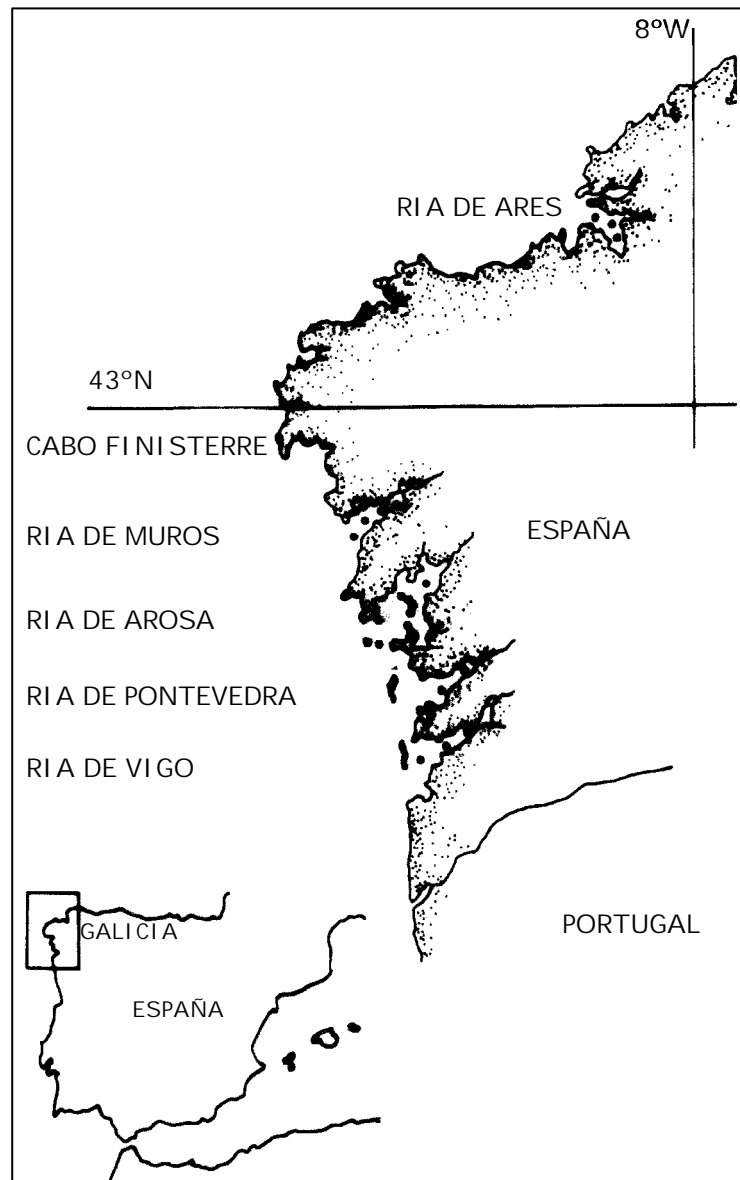 8ºW
RIA DE ARES
43ºN
CABO FINISTERRE
RIA DE MUROS
ESPAÑA
RIA DE AROSA
RIA DE PONTEVEDRA
RIA DE VIGO
PORTUGAL
GALICIA
ESPAÑA